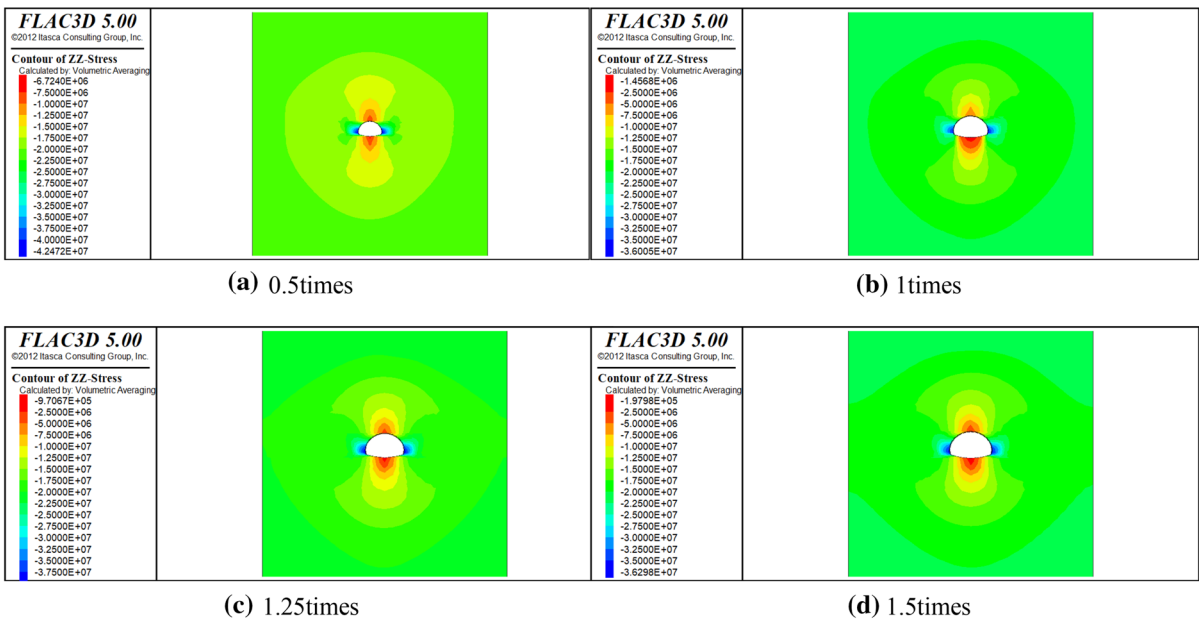 FLAC3D 5.00
©2012 Itasca Consulting Group, Inc.
Contour of ZZ-Stress
Calculated by: Volumetric Averaging
-6.7240E+06
-7.5000E+06
-1.0000E+07
-1.2500E+07
-1.5000E+07
-1.7500E+07
-2.0000E+07
-2.2500E+07
-2.5000E+07
-2.7500E+07
-3.0000E+07
-3.2500E+07
-3.5000E+07
-3.7500E+07
-4.0000E+07
-4.2472E+07
(a) 0.5times
FLAC3D 5.00
©2012 Itasca Consulting Group, Inc.
Contour of ZZ-Stress
Calculated by: Volumetric Averaging
-1.4568E+06
-2.5000E+06
-5.0000E+06
-7.5000E+06
-1.0000E+07
-1.2500E+07
-1.5000E+07
-1.7500E+07
-2.0000E+07
-2.2500E+07
-2.5000E+07
-2.7500E+07
-3.0000E+07
-3.2500E+07
-3.5000E+07
-3.6005E+07
(b) 1times
FLAC3D 5.00
©2012 Itasca Consulting Group, Inc.
Contour of ZZ-Stress
Calculated by: Volumetric Averaging
-9.7067E+05
-2.5000E+06
-5.0000E+06
-7.5000E+06
-1.0000E+07
-1.2500E+07
-1.5000E+07
-1.7500E+07
-2.0000E+07
-2.2500E+07
-2.5000E+07
-2.7500E+07
-3.0000E+07
-3.2500E+07
-3.5000E+07
-3.7500E+07
(c) 1.25times
FLAC3D 5.00
©2012 Itasca Consulting Group, Inc.
Contour of ZZ-Stress
Calculated by: Volumetric Averaging
-1.9798E+05
-2.5000E+06
-5.0000E+06
-7.5000E+06
-1.0000E+07
-1.2500E+07
-1.5000E+07
-1.7500E+07
-2.0000E+07
-2.2500E+07
-2.5000E+07
-2.7500E+07
-3.0000E+07
-3.2500E+07
-3.5000E+07
-3.6298E+07
(d) 1.5times